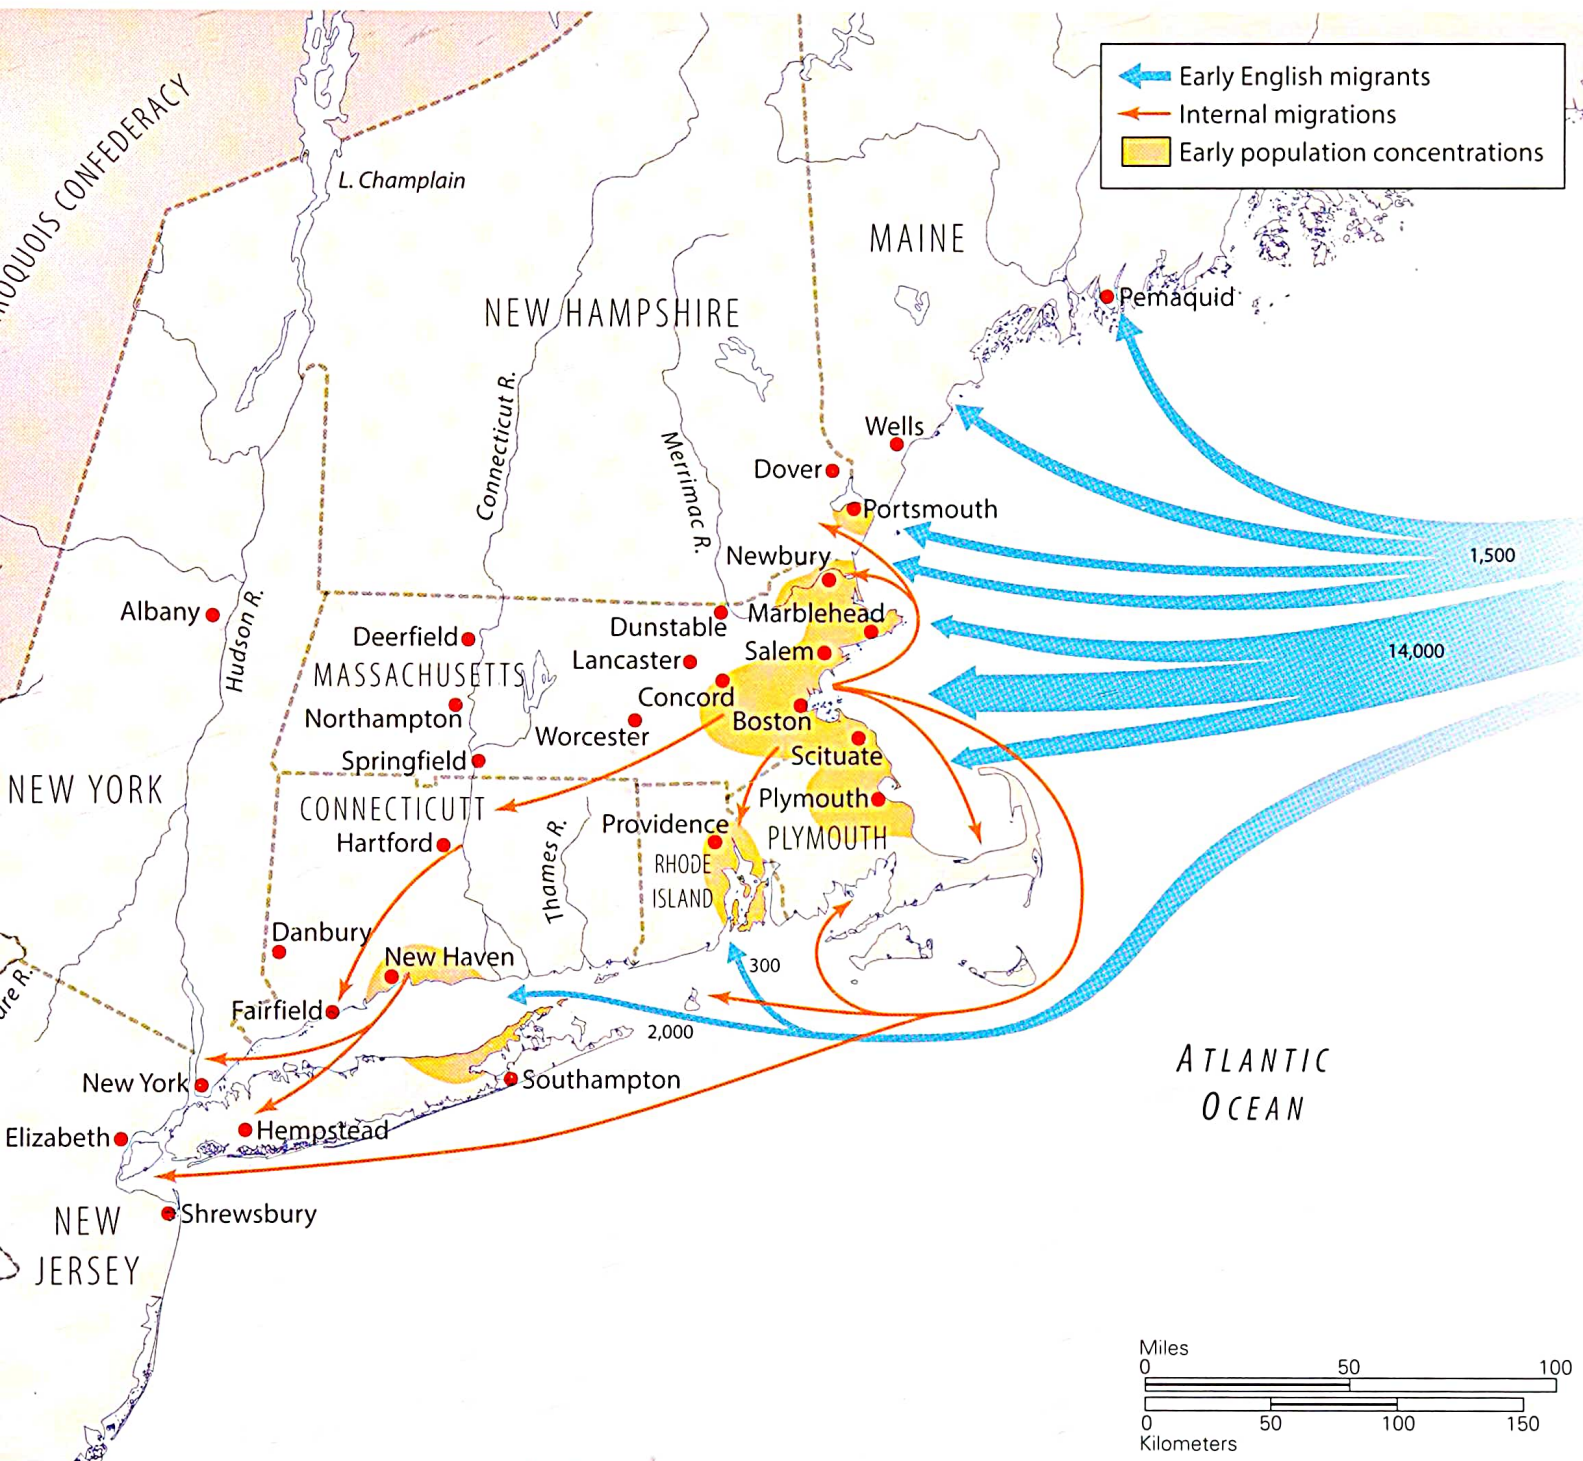 Early English migrants
Internal migrations
Early population concentrations
IROQUOIS CONFEDERACY
L. Champlain
MAINE
NEW HAMPSHIRE
Pemaquid
Connecticut R.
Merrimac R.
Wells
Dover
Portsmouth
1,500
Newbury
Albany
Hudson R.
Deerfield
Dunstable
Marblehead
MASSACHUSETTS
Lancaster
Salem
14,000
Northampton
Concord
Boston
Worcester
Springfield
Scituate
NEW YORK
CONNECTICUTT
Plymouth
Hartford
Thames R.
Providence
PLYMOUTH
RHODE
ISLAND
Danbury
New Haven
300
Fairfield
2,000
New York
Southampton
ATLANTIC
OCEAN
Elizabeth
Hempstead
Shrewsbury
NEW
JERSEY
Miles
0 50 100
0 50 100 150
Kilometers